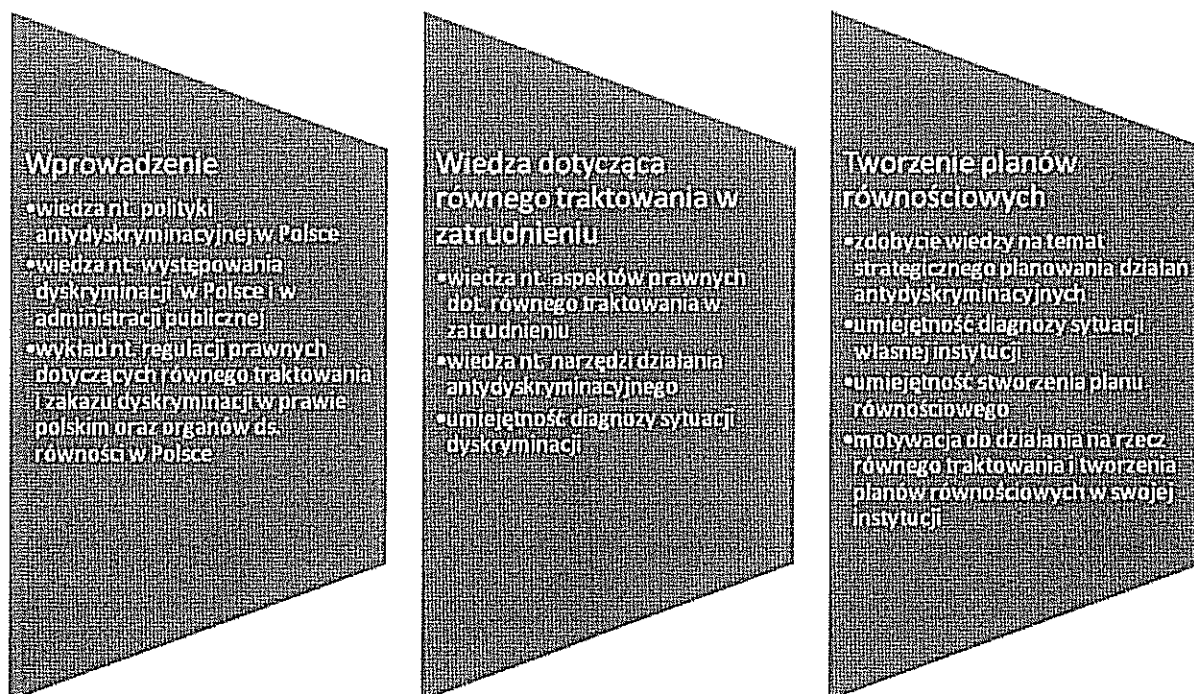 Wprowadzenie
•wiedza nt. polityki
antydyskryminacyjnej w Polsce
•wiedza nt. występowania
dyskryminacji w Polsce i w
administracji publicznej
•wykład nt. regulacji prawnych
dotyczących równego traktowania
i zakazu dyskryminacji w prawie
polskim oraz organów ds.
równości w Polsce
Wiedza dotycząca
równego traktowania w
zatrudnieniu
•wiedza nt. aspektów prawnych
dot. równego traktowania w
zatrudnieniu
•wiedza nt. narzędzi działania
antydyskryminacyjnego
•umiejętność diagnozy sytuacji
dyskryminacji
Tworzenie planów
równościowych
•zdobycie wiedzy na temat
strategicznego planowania działań
antydyskryminacyjnych
•umiejętność diagnozy sytuacji
własnej instytucji
•umiejętność stworzenia planu
równościowego
•motywacja do działania na rzecz
równego traktowania i tworzenia
planów równościowych w swojej
instytucji